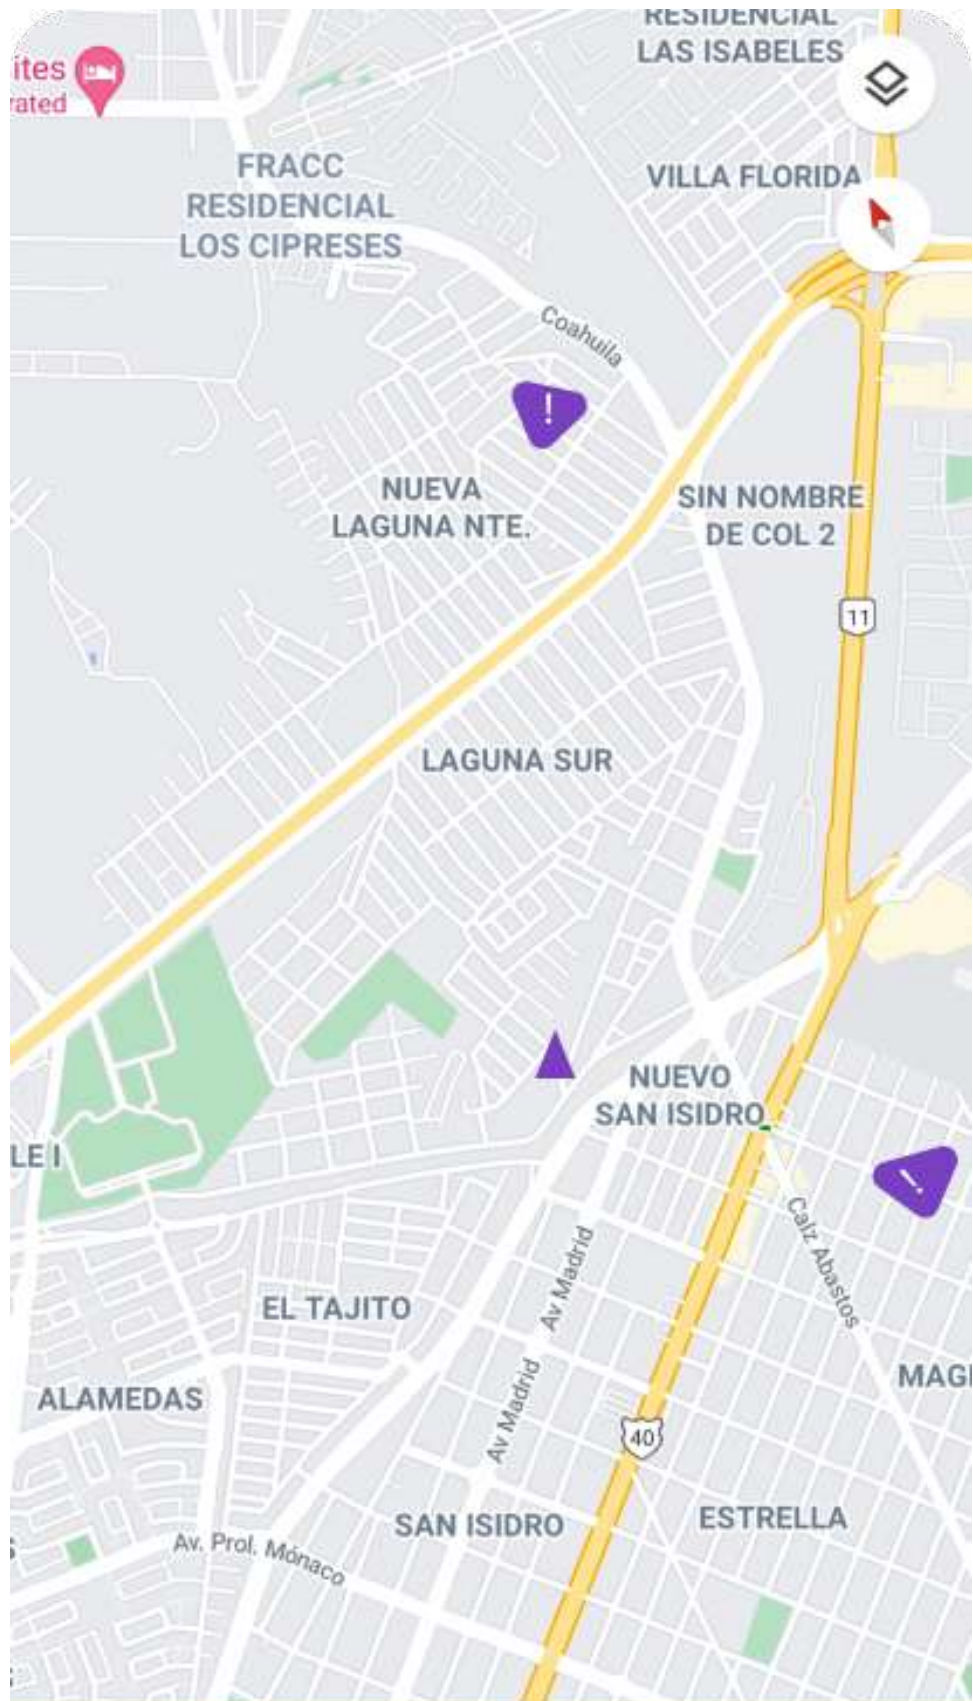 RESIDENCIAL
LAS ISABELES
ites
rated
FRACC
RESIDENCIAL
LOS CIPRESES
VILLA FLORIDA
Coahuila
!
NUEVA
LAGUNA NTE.
SIN NOMBRE
DE COL 2
11
LAGUNA SUR
NUEVO
SAN ISIDRO
LE I
!
Calz Abastos
Av Madrid
EL TAJITO
Av Madrid
MAG
ALAMEDAS
40
SAN ISIDRO
ESTRELLA
Av. Prol. Mónaco